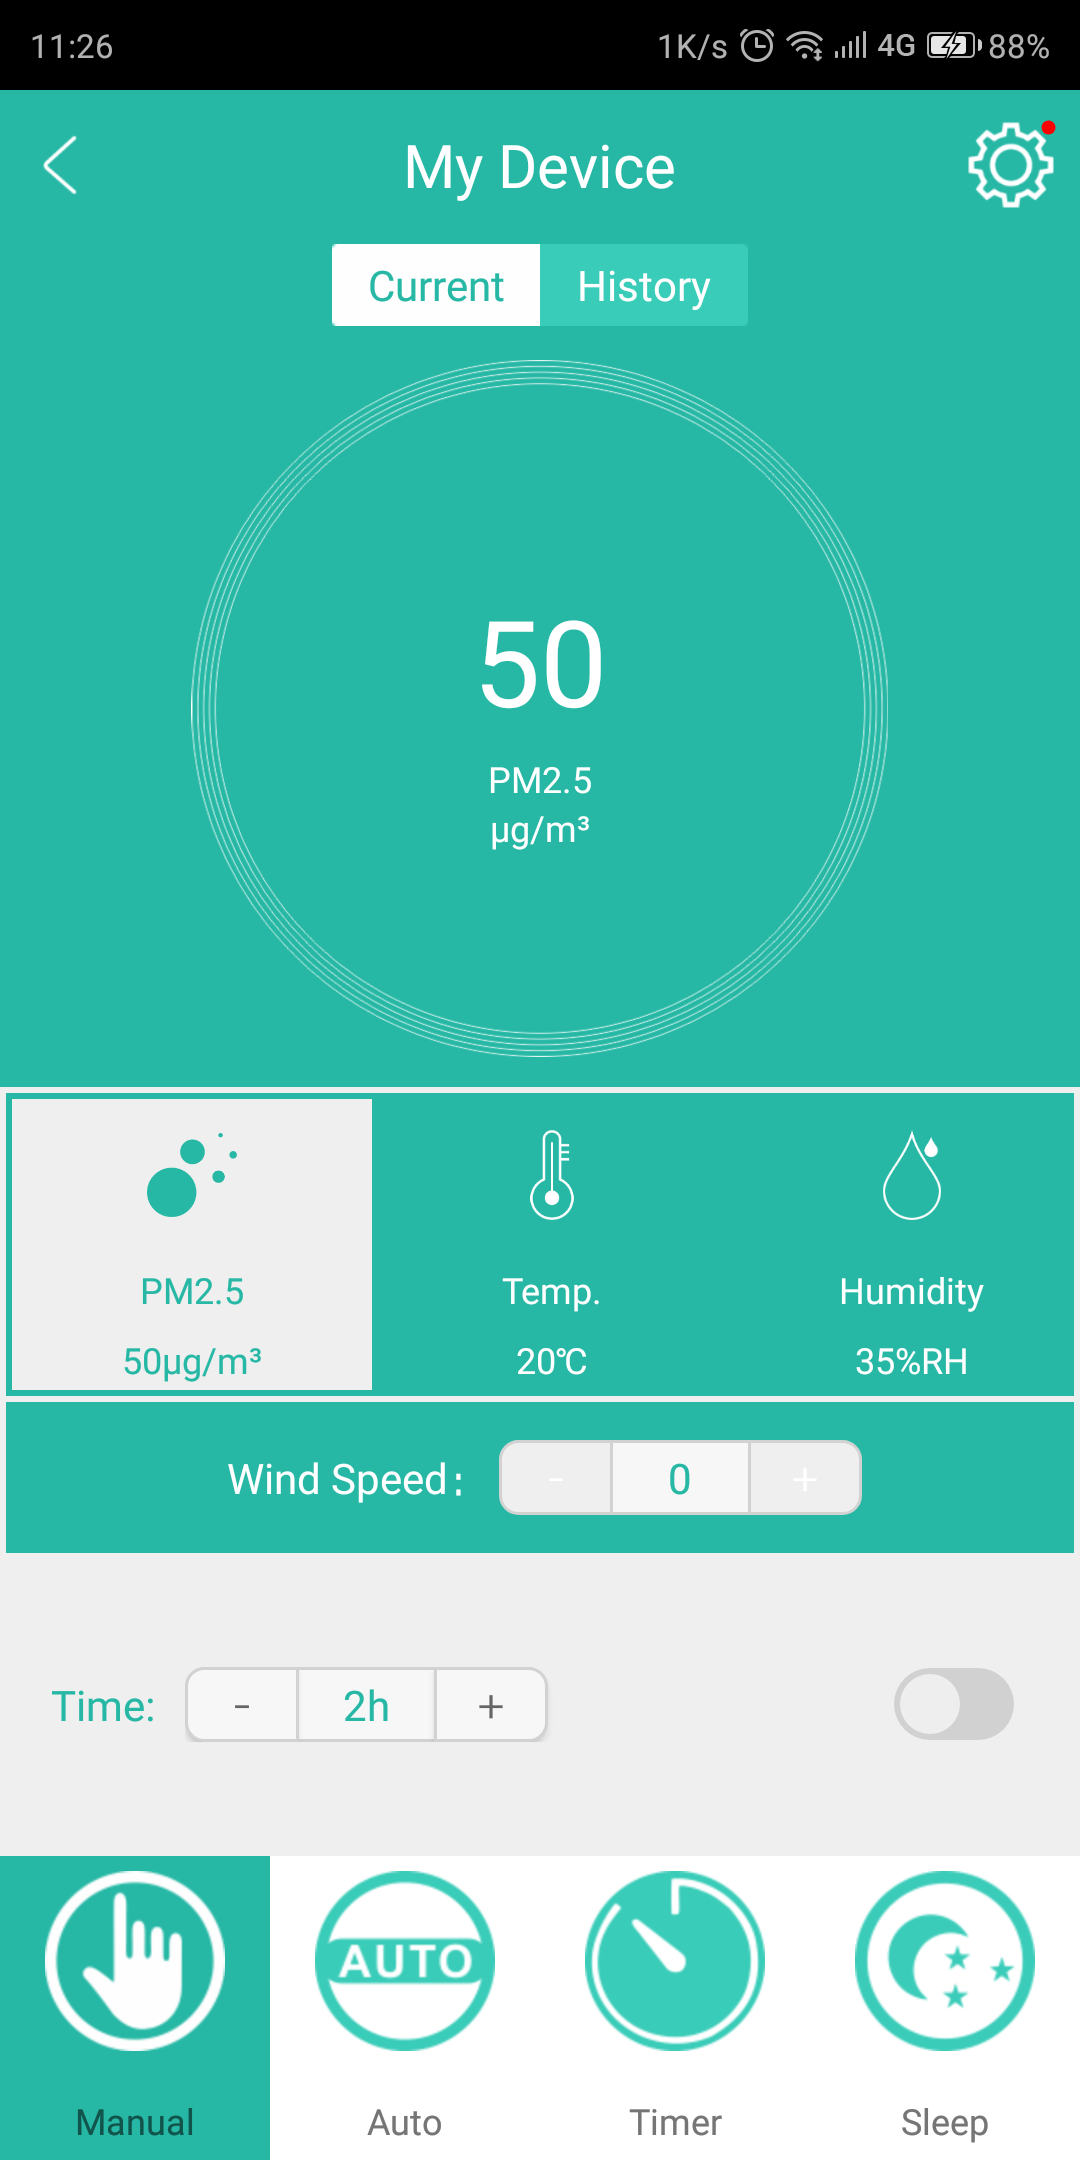 11:26 1K/s 4G 88%
My Device
Current History
50
PM2.5
µg/m³
PM2.5 Temp. Humidity
50µg/m³ 20℃ 35%RH
Wind Speed: - 0 +
Time: - 2h +
AUTO
Manual Auto Timer Sleep